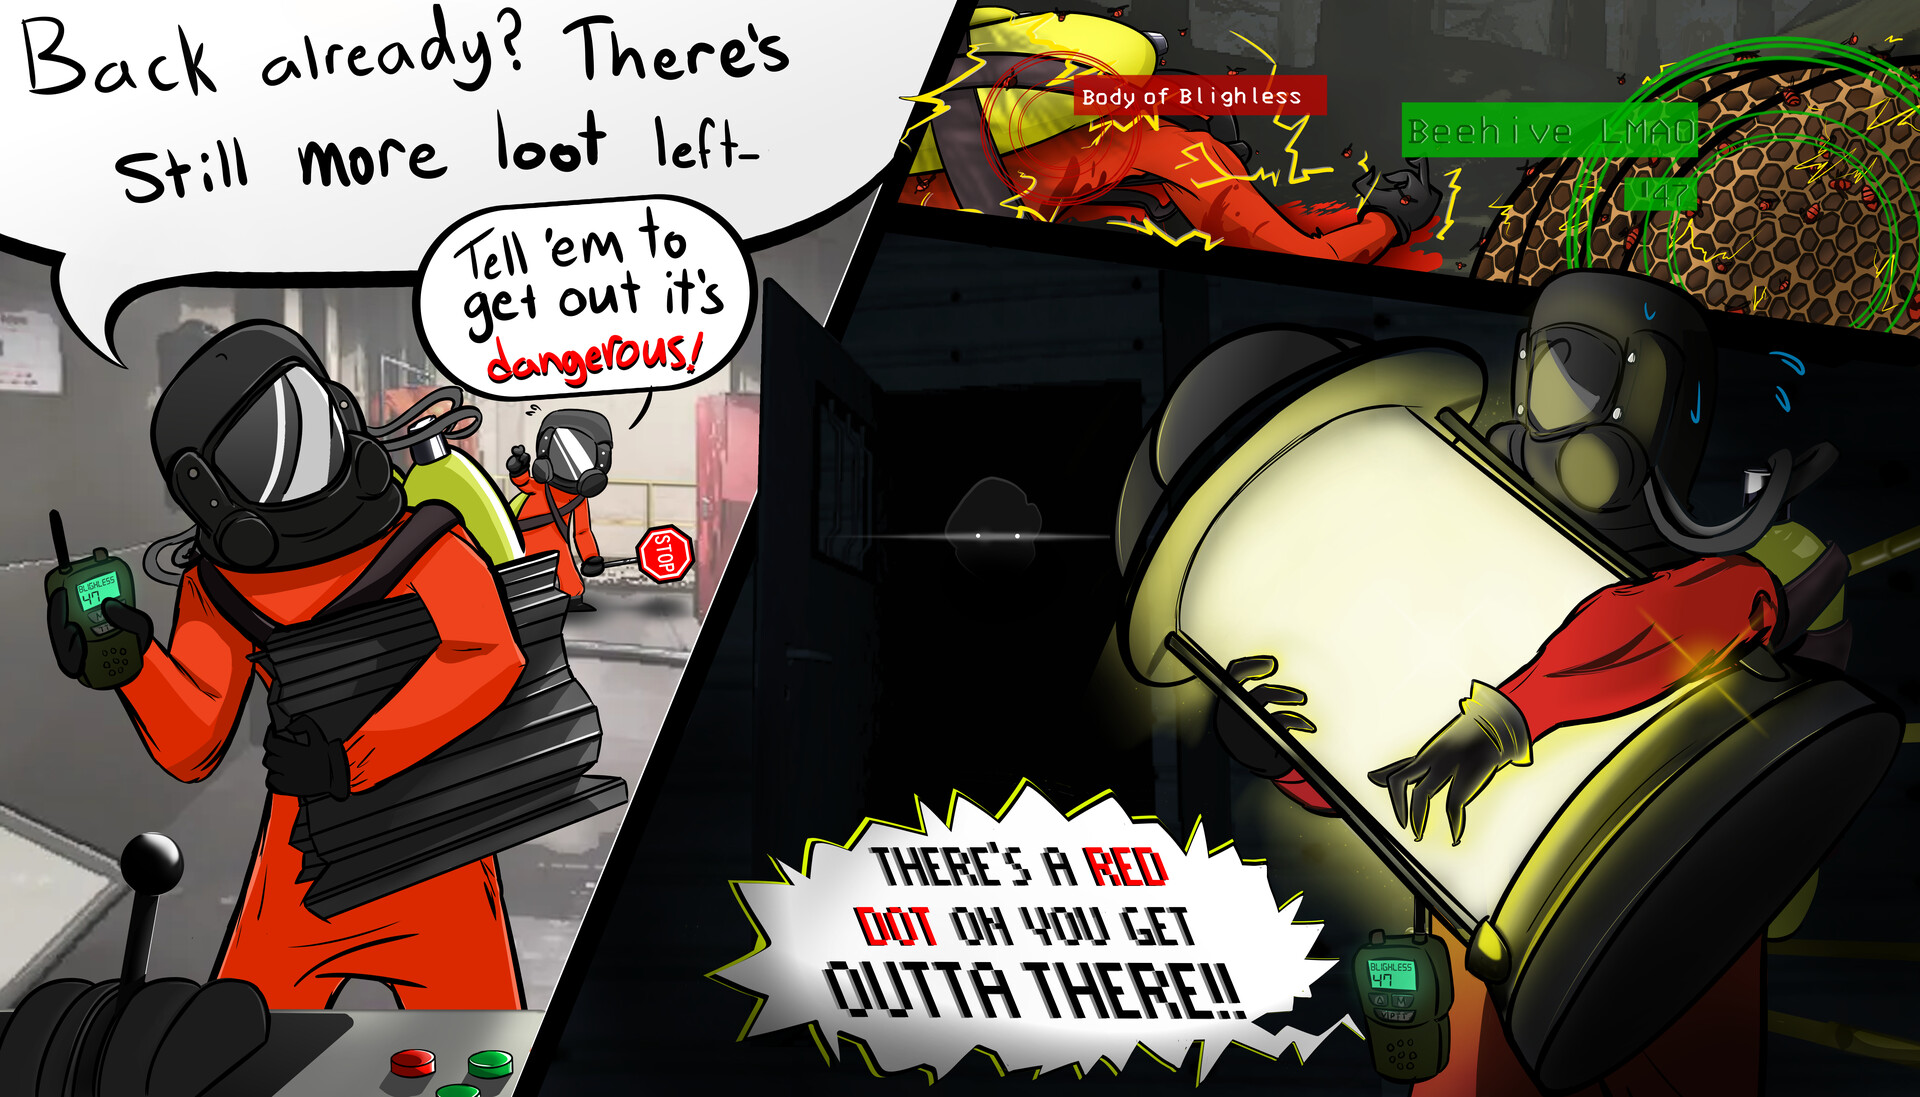 Back already? There's
still more loot left-
Tell 'em to
get out it's
dangerous!
BLIGHLESS
47
STOP
Body of Blighless
Beehive LMAO
'47
THERE'S A RED
DOT ON YOU GET
OUTTA THERE!!
BLIGHLESS
47